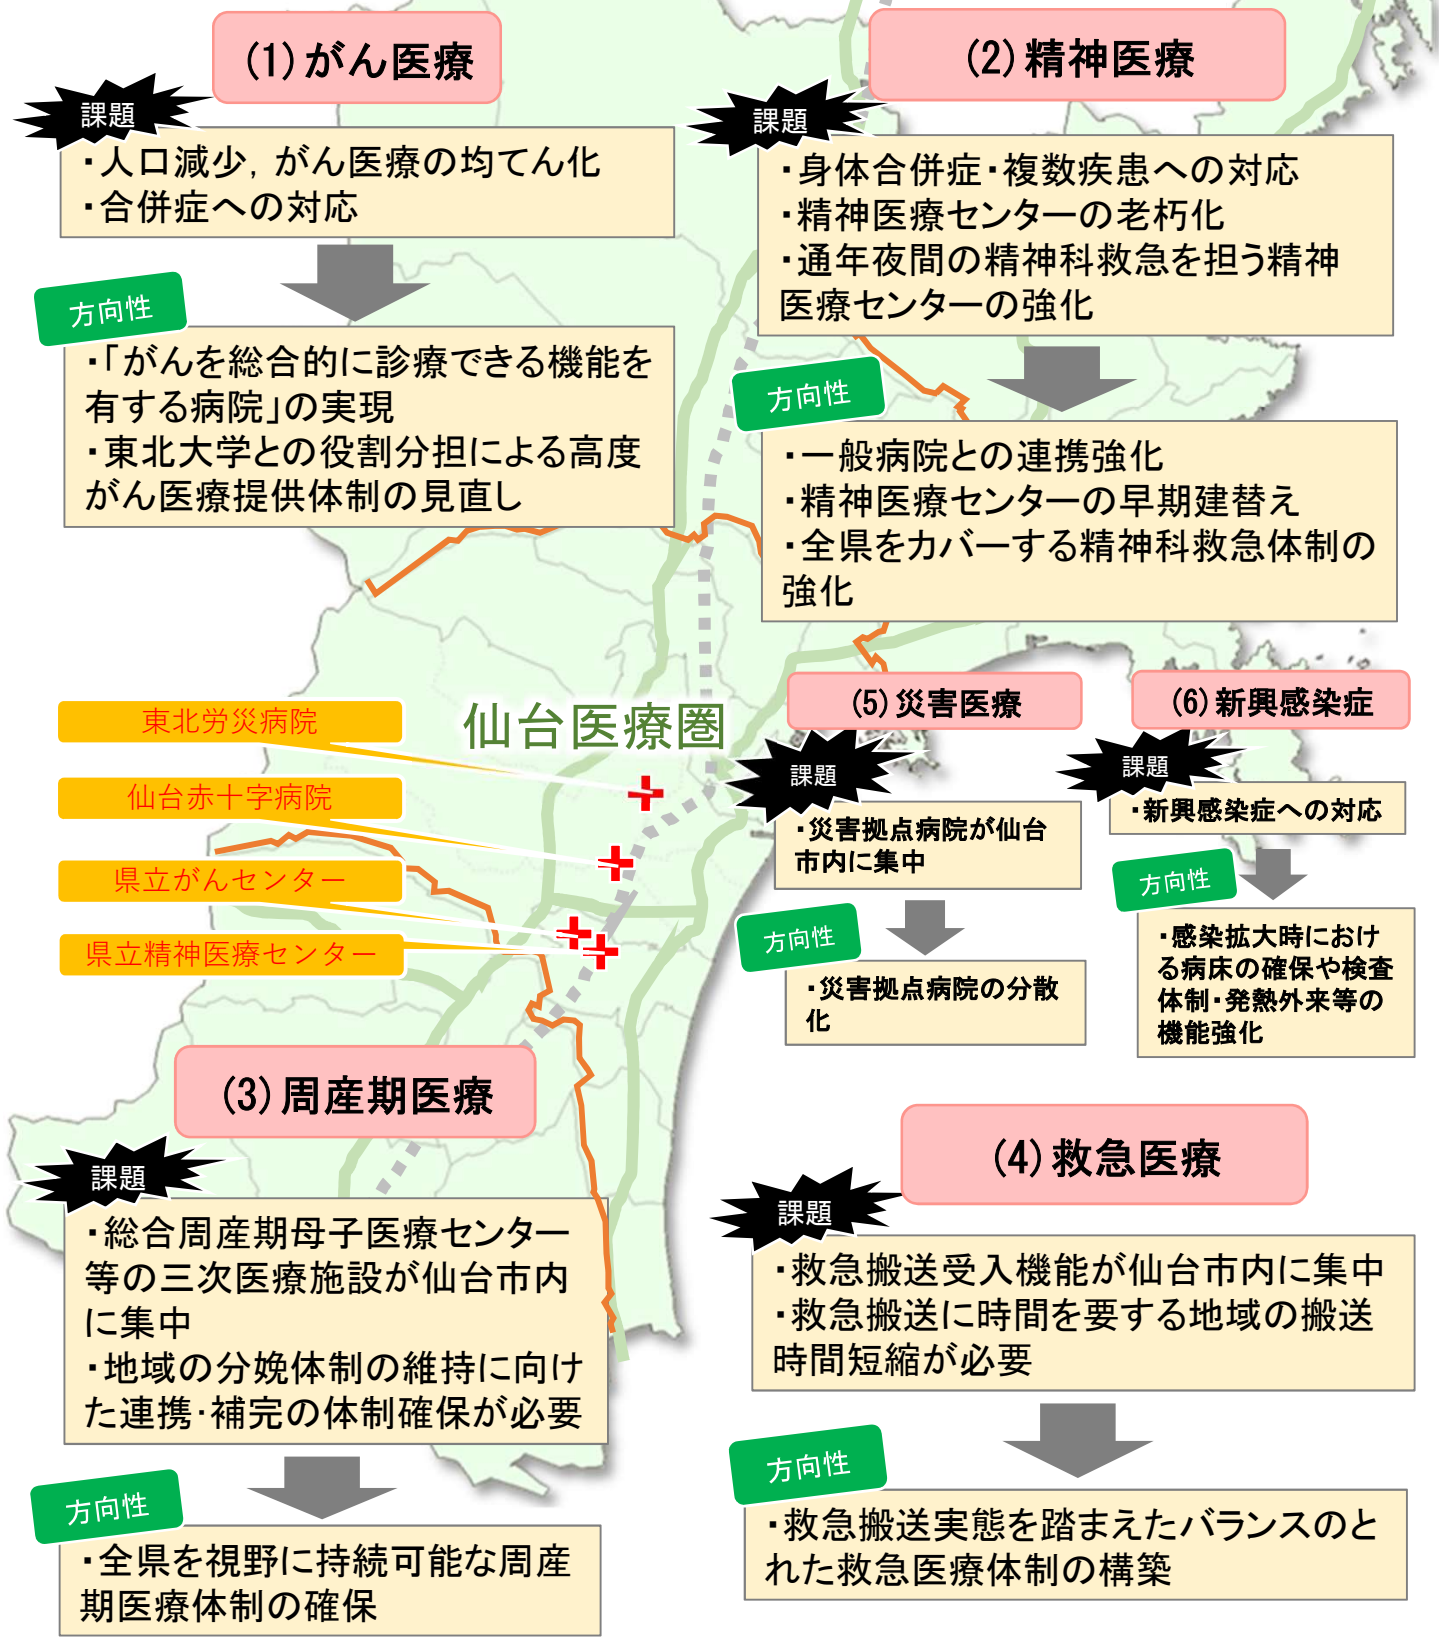 (1)がん医療
課題
・人口減少，がん医療の均てん化
・合併症への対応
方向性
・「がんを総合的に診療できる機能を
有する病院」の実現
・東北大学との役割分担による高度
がん医療提供体制の見直し
(2)精神医療
課題
・身体合併症・複数疾患への対応
・精神医療センターの老朽化
・通年夜間の精神科救急を担う精神
医療センターの強化
方向性
・一般病院との連携強化
・精神医療センターの早期建替え
・全県をカバーする精神科救急体制の
強化
仙台医療圏
東北労災病院
仙台赤十字病院
県立がんセンター
県立精神医療センター
(5)災害医療
課題
・災害拠点病院が仙台
市内に集中
方向性
・災害拠点病院の分散
化
(6)新興感染症
課題
・新興感染症への対応
方向性
・感染拡大時におけ
る病床の確保や検査
体制・発熱外来等の
機能強化
(3)周産期医療
課題
・総合周産期母子医療センター
等の三次医療施設が仙台市内
に集中
・地域の分娩体制の維持に向け
た連携・補完の体制確保が必要
方向性
・全県を視野に持続可能な周産
期医療体制の確保
(4)救急医療
課題
・救急搬送受入機能が仙台市内に集中
・救急搬送に時間を要する地域の搬送
時間短縮が必要
方向性
・救急搬送実態を踏まえたバランスのと
れた救急医療体制の構築